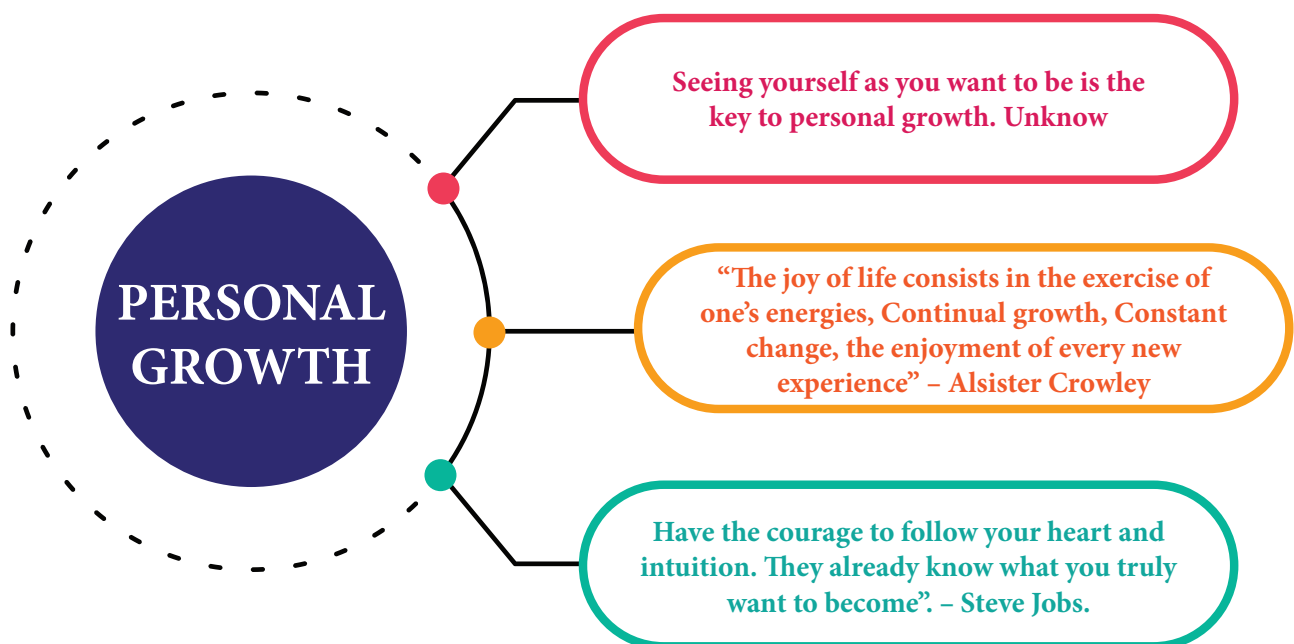 PERSONAL
GROWTH
Seeing yourself as you want to be is the
key to personal growth. Unknow
“The joy of life consists in the exercise of
one’s energies, Continual growth, Constant
change, the enjoyment of every new
experience” – Alsister Crowley
Have the courage to follow your heart and
intuition. They already know what you truly
want to become”. – Steve Jobs.